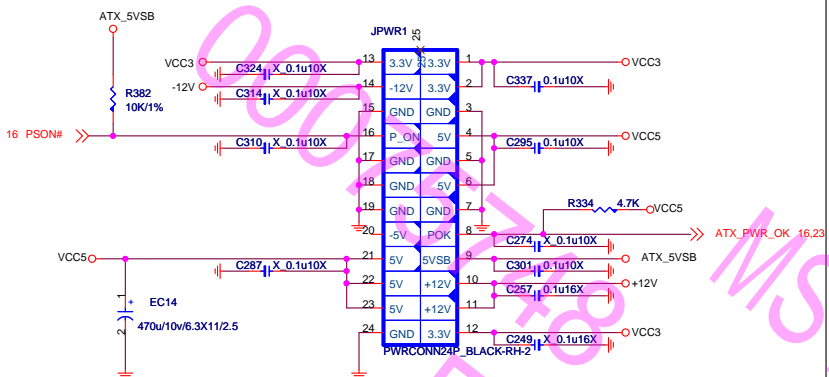 ATX_5VSB
JPWR1
25
25
VCC3
-12V
C324 X_0.1u10X
C314 X_0.1u10X
R382
10K/1%
16 PSON#
C310 X_0.1u10X
13 3.3V 3.3V 1
14 -12V 3.3V 2
15 GND GND 3
16 P_ON 5V 4
17 GND GND 5
18 GND 5V 6
19 GND GND 7
20 -5V POK 8
21 5V 5VSB 9
22 5V +12V 10
23 5V +12V 11
24 GND 3.3V 12
PWRCONN24P_BLACK-RH-2
VCC3
C337 0.1u10X
VCC5
C295 0.1u10X
R334 4.7K VCC5
ATX_PWR_OK 16,23
C274 X_0.1u10X
ATX_5VSB
C301 0.1u10X
+12V
C257 0.1u16X
VCC3
C249 X_0.1u16X
VCC5
C287 X_0.1u10X
1
+
EC14
470u/10v/6.3X11/2.5
2
000075748
MS